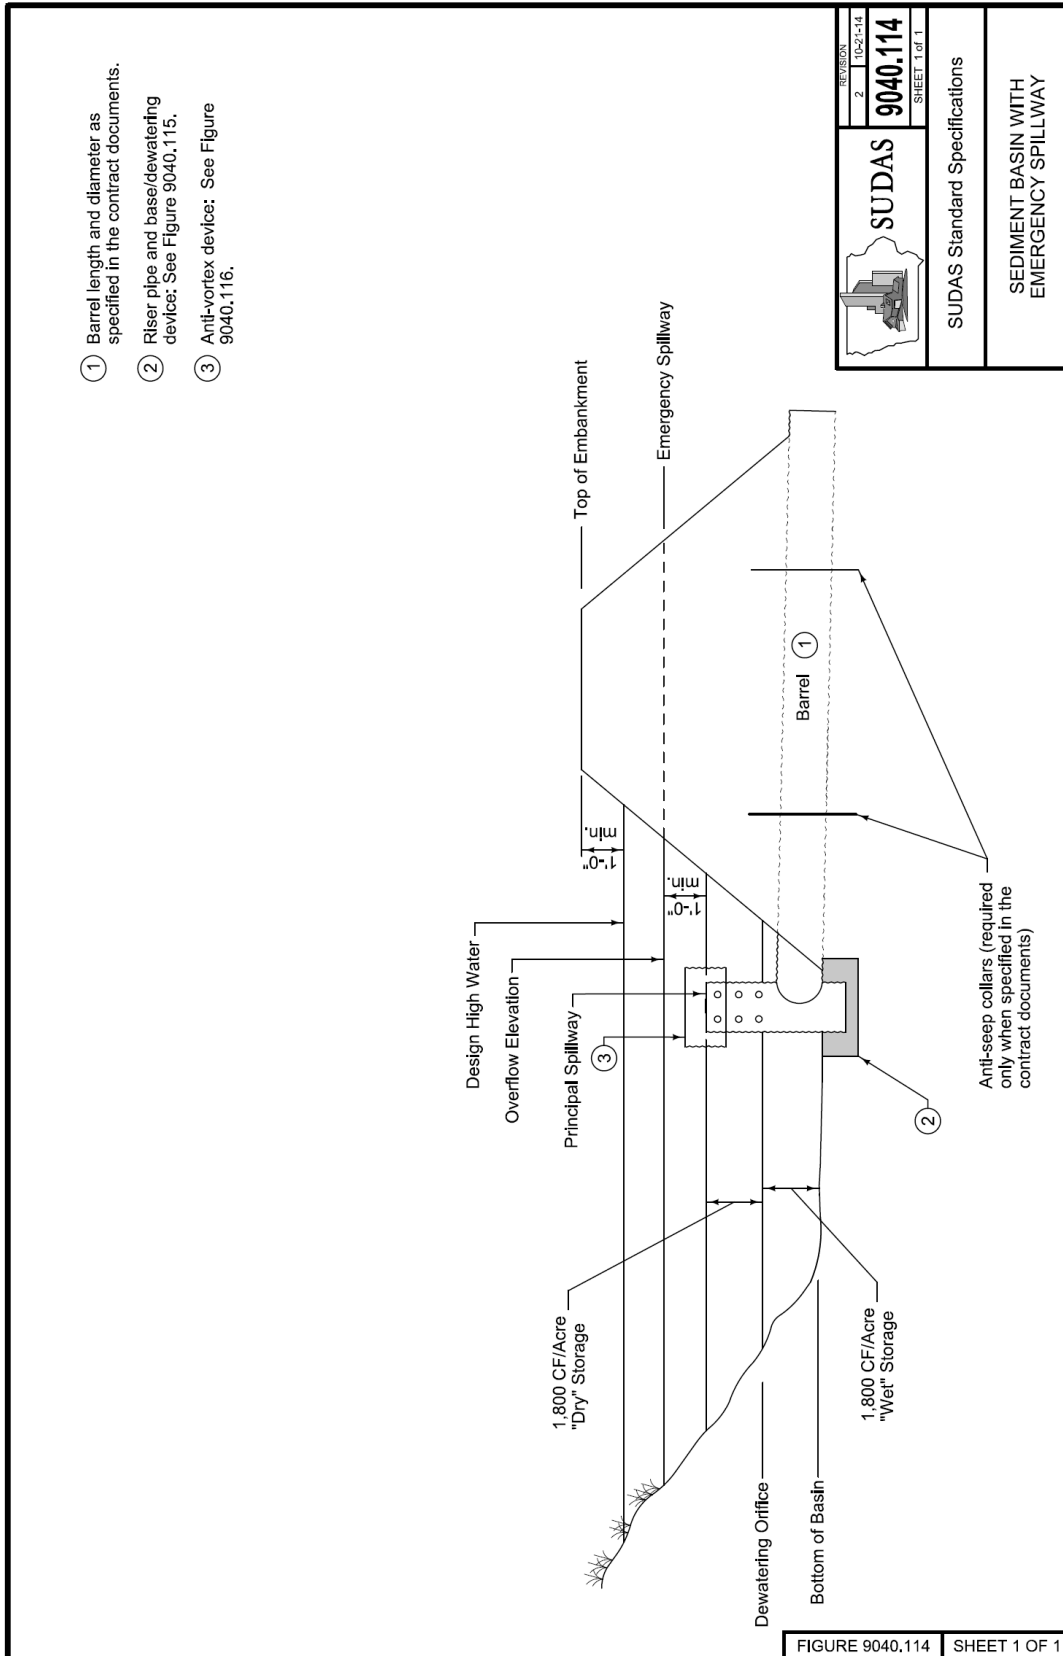 1 Barrel length and diameter as
specified in the contract documents.
2 Riser pipe and base/dewatering
device: See Figure 9040.115.
3 Anti-vortex device: See Figure
9040.116.
Top of Embankment
Emergency Spillway
1'-0"
min.
1'-0"
min.
Design High Water
Overflow Elevation
Principal Spillway
3
Barrel 1
1,800 CF/Acre
"Dry" Storage
1,800 CF/Acre
"Wet" Storage
Dewatering Orifice
Bottom of Basin
2
Anti-seep collars (required
only when specified in the
contract documents)
SUDAS
REVISION
2 10-21-14
9040.114
SHEET 1 of 1
SUDAS Standard Specifications
SEDIMENT BASIN WITH
EMERGENCY SPILLWAY
FIGURE 9040.114 SHEET 1 OF 1